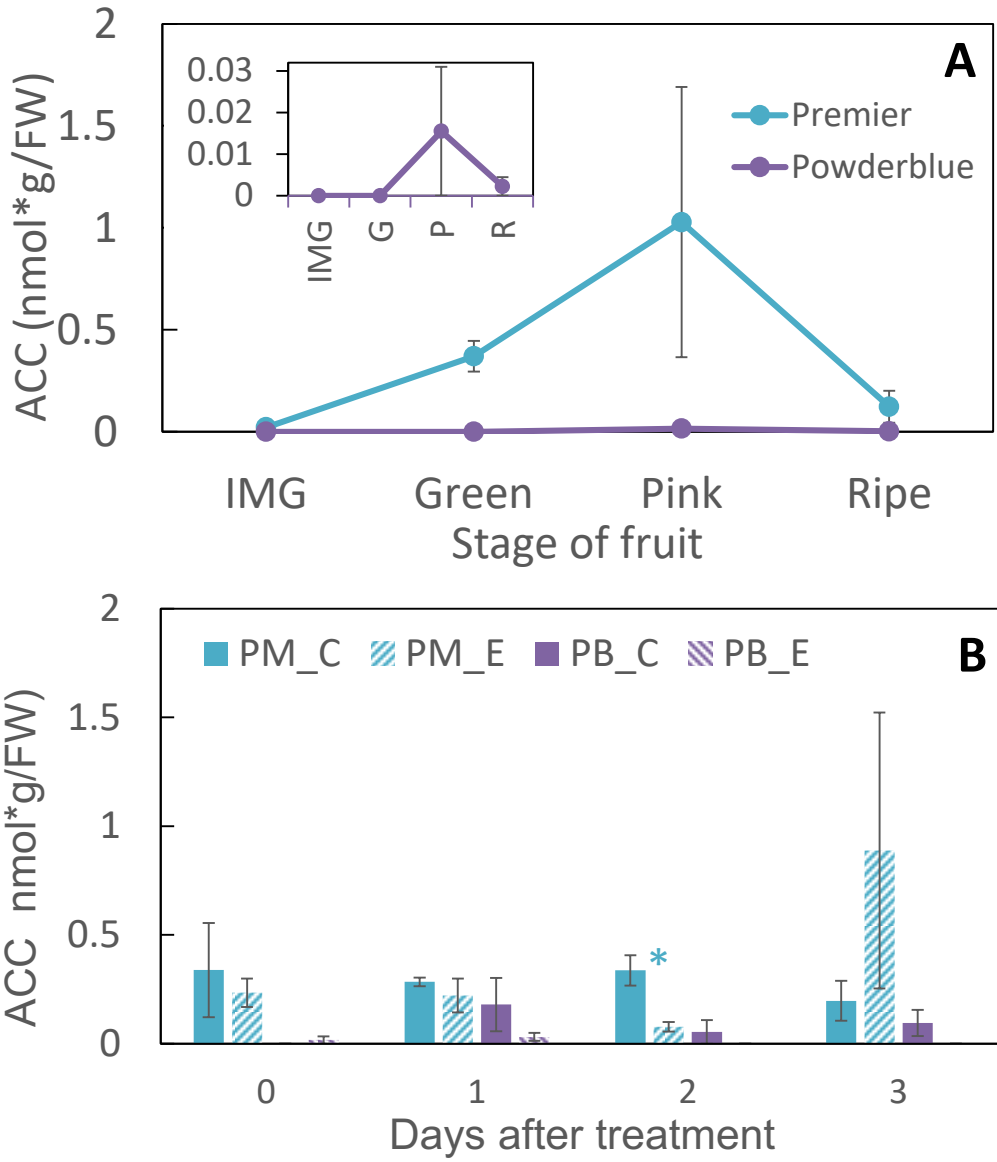 A
2
1.5
1
0.5
0
ACC (nmol*g/FW)
0.03
0.02
0.01
0
IMG
G
P
R
Premier
Powderblue
IMG Green Pink Ripe
Stage of fruit
B
2
1.5
1
0.5
0
ACC nmol*g/FW)
PM_C PM_E PB_C PB_E
*
0 1 2 3
Days after treatment